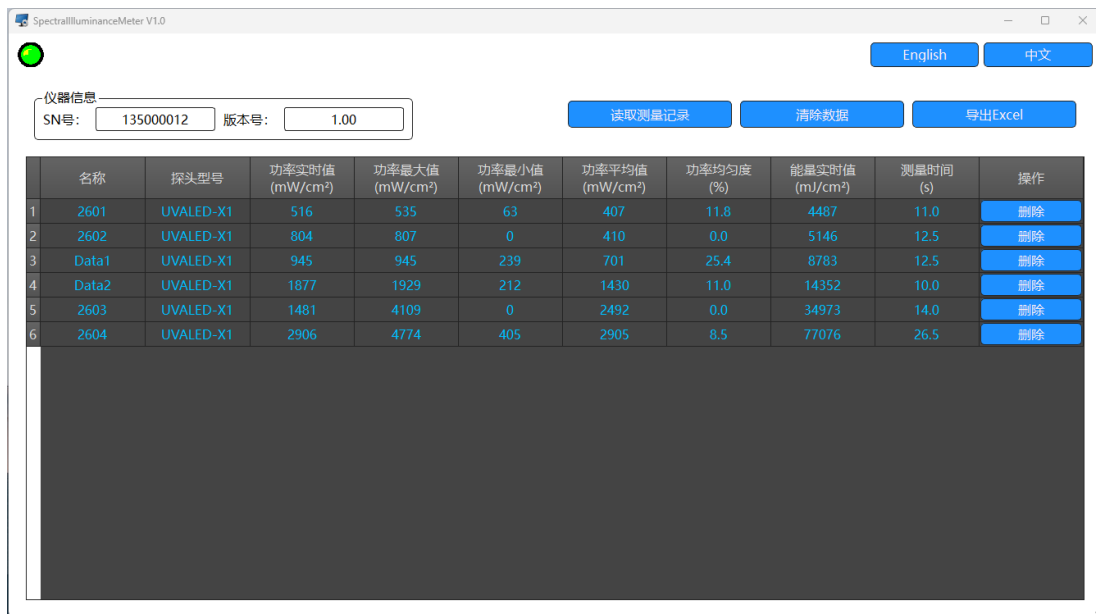 SpectralIlluminanceMeter V1.0
English 中文
仪器信息
SN号: 135000012 版本号: 1.00
读取测量记录 清除数据 导出Excel
名称 探头型号 功率实时值 (mW/cm²) 功率最大值 (mW/cm²) 功率最小值 (mW/cm²) 功率平均值 (mW/cm²) 功率均匀度 (%) 能量实时值 (mJ/cm²) 测量时间 (s) 操作
1 2601 UVALED-X1 516 535 63 407 11.8 4487 11.0 删除
2 2602 UVALED-X1 804 807 0 410 0.0 5146 12.5 删除
3 Data1 UVALED-X1 945 945 239 701 25.4 8783 12.5 删除
4 Data2 UVALED-X1 1877 1929 212 1430 11.0 14352 10.0 删除
5 2603 UVALED-X1 1481 4109 0 2492 0.0 34973 14.0 删除
6 2604 UVALED-X1 2906 4774 405 2905 8.5 77076 26.5 删除